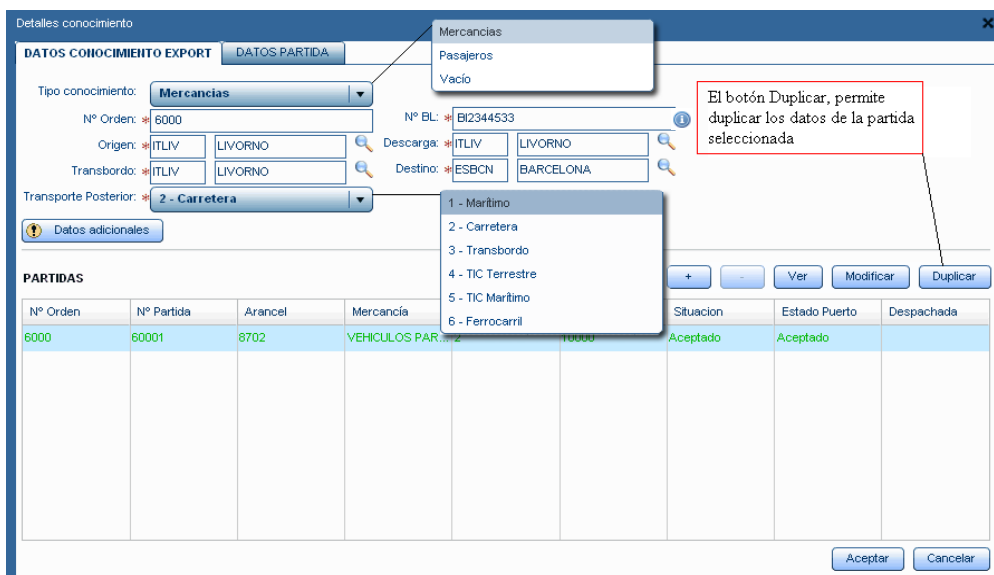 Detalles conocimiento
DATOS CONOCIMIENTO EXPORT
DATOS PARTIDA
Mercancias
Pasajeros
Vacío
Tipo conocimiento: Mercancias
Nº Orden: * 6000
Nº BL: * BI2344533
Origen: * ITLIV LIVORNO
Descarga: * ITLIV LIVORNO
Transbordo: * ITLIV LIVORNO
Destino: * ESBCN BARCELONA
Transporte Posterior: * 2 - Carretera
El botón Duplicar, permite
duplicar los datos de la partida
seleccionada
1 - Marítimo
2 - Carretera
3 - Transbordo
4 - TIC Terrestre
5 - TIC Marítimo
6 - Ferrocarril
Datos adicionales
PARTIDAS
+ - Ver Modificar Duplicar
Nº Orden Nº Partida Arancel Mercancía Situacion Estado Puerto Despachada
6000 60001 8702 VEHICULOS PAR... 2 10000 Aceptado Aceptado
Aceptar Cancelar